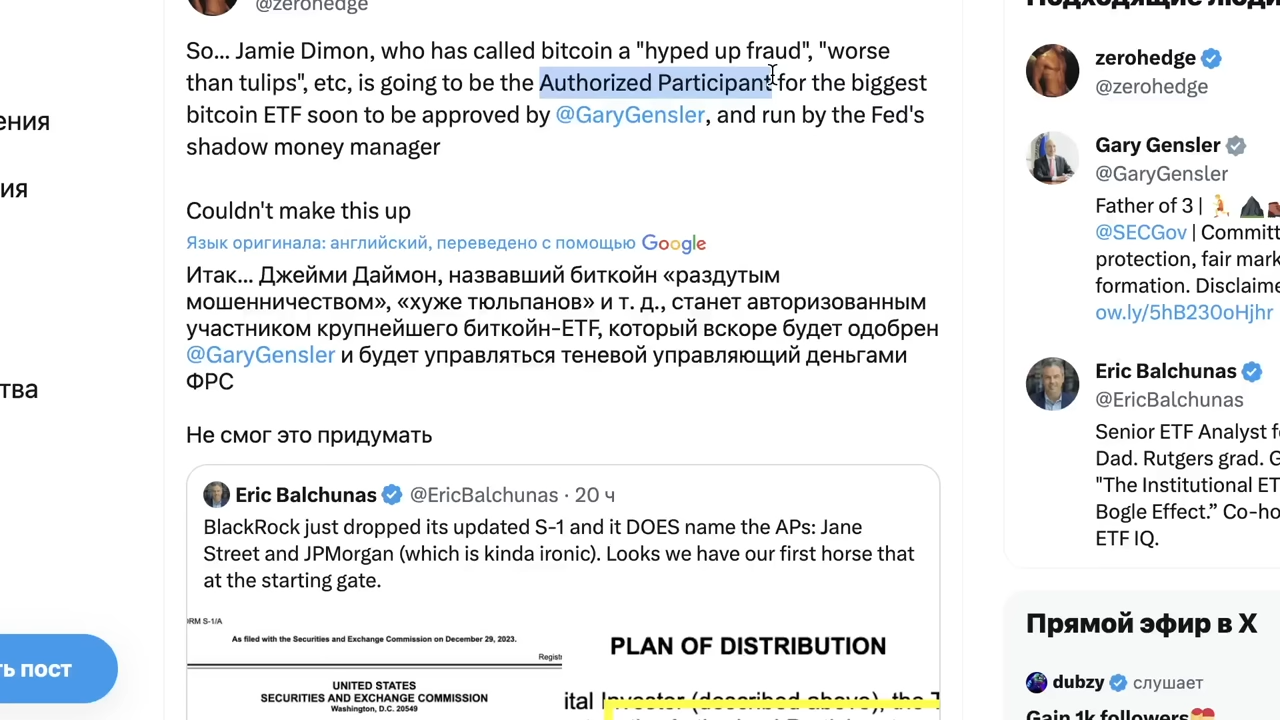 @zerohedge
So... Jamie Dimon, who has called bitcoin a "hyped up fraud", "worse
than tulips", etc, is going to be the Authorized Participant for the biggest
bitcoin ETF soon to be approved by @GaryGensler, and run by the Fed's
shadow money manager
Couldn't make this up
Язык оригинала: английский, переведено с помощью Google
Итак... Джейми Даймон, назвавший биткойн «раздутым
мошенничеством», «хуже тюльпанов» и т. д., станет авторизованным
участником крупнейшего биткойн-ETF, который вскоре будет одобрен
@GaryGensler и будет управляться теневой управляющий деньгами
ФРС
Не смог это придумать
Eric Balchunas @EricBalchunas · 20 ч
BlackRock just dropped its updated S-1 and it DOES name the APs: Jane
Street and JPMorgan (which is kinda ironic). Looks we have our first horse that
at the starting gate.
ORM S-1/A
As filed with the Securities and Exchange Commission on December 29, 2023.
Regist
UNITED STATES
SECURITIES AND EXCHANGE COMMISSION
Washington, D.C. 20549
PLAN OF DISTRIBUTION
ital Investor (described above), the T
ения
ия
тва
ть пост
Подходящие люди
zerohedge
@zerohedge
Gary Gensler
@GaryGensler
Father of 3 |
@SECGov | Committ
protection, fair mark
formation. Disclaime
ow.ly/5hB230oHjhr
Eric Balchunas
@EricBalchunas
Senior ETF Analyst fo
Dad. Rutgers grad. G
"The Institutional ET
Bogle Effect.” Co-ho
ETF IQ.
Прямой эфир в X
dubzy слушает
Gain 1k followers